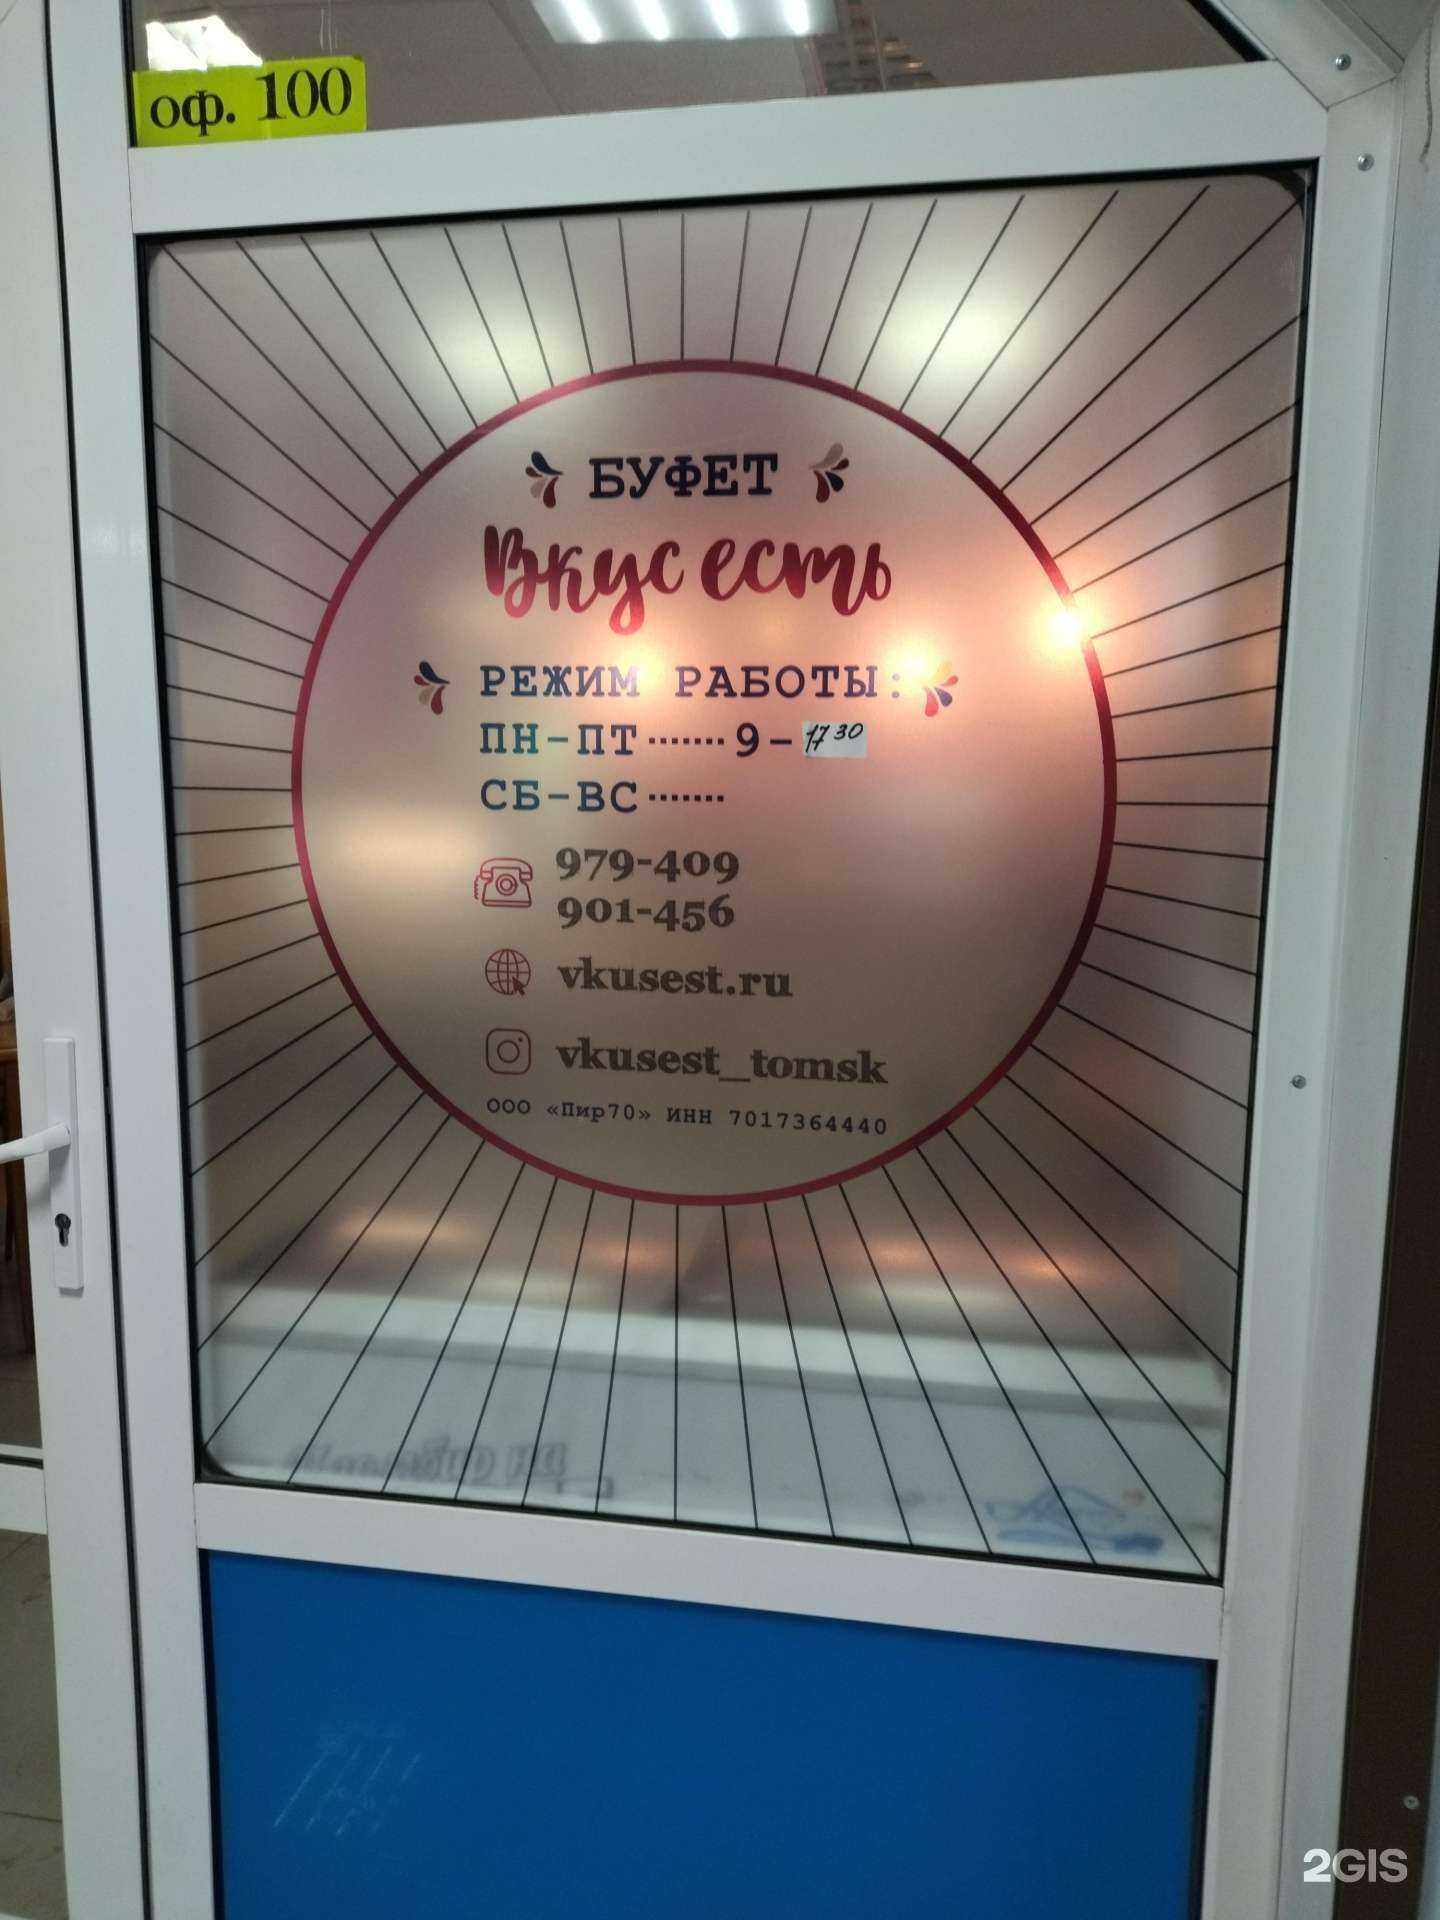 оф. 100
БУФЕТ
Вкус есть
РЕЖИМ РАБОТЫ:
ПН-ПТ·······9-17 30
СБ-ВС·······
979-409
901-456
vkusest.ru
vkusest_tomsk
ООО «Пир70» ИНН 7017364440
2GIS